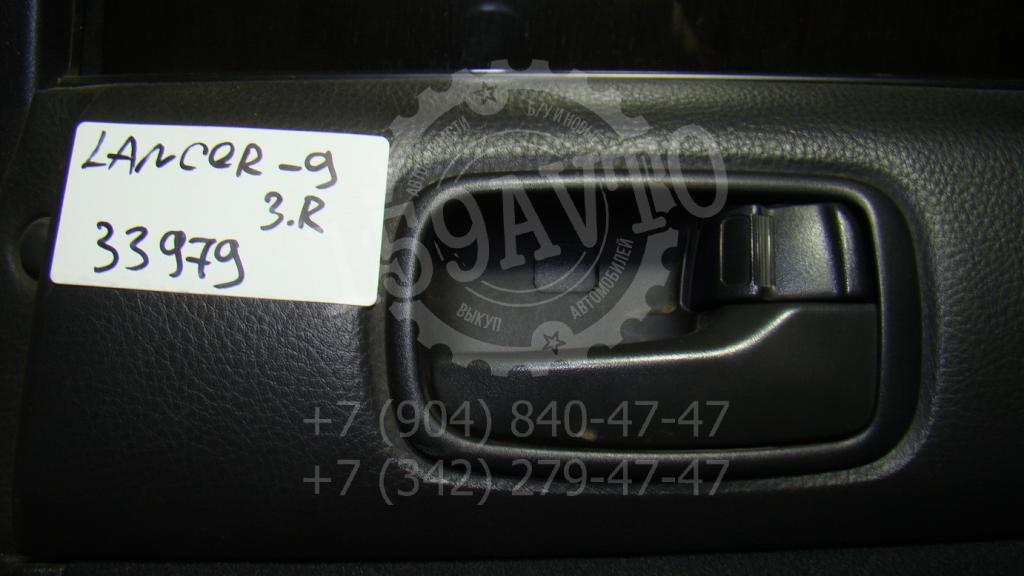 LANCER-9
3.R
33979
АВТОЗАПЧАСТИ
Б/У И НОВЫЕ
59AVTO
ВЫКУП АВТОМОБИЛЕЙ
+7 (904) 840-47-47
+7 (342) 279-47-47